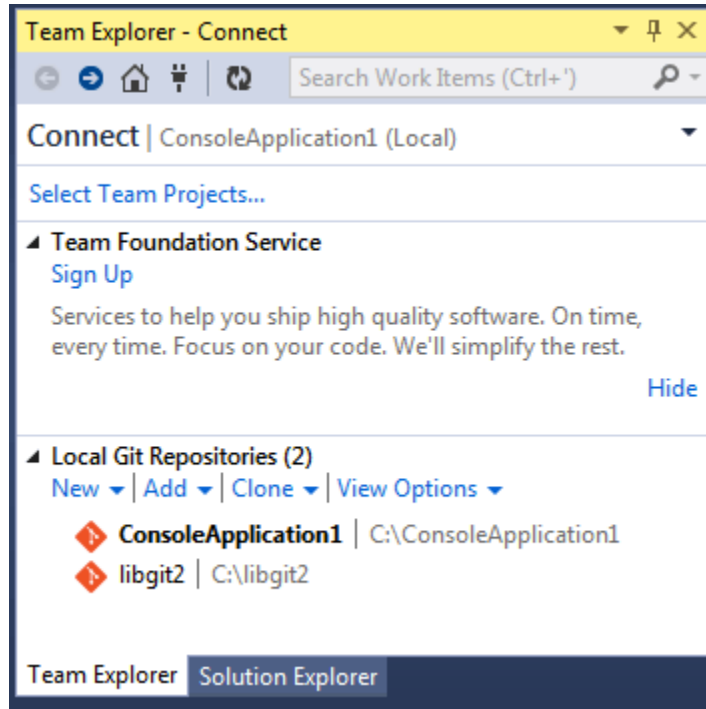 Team Explorer - Connect
Search Work Items (Ctrl+')
Connect | ConsoleApplication1 (Local)
Select Team Projects...
Team Foundation Service
Sign Up
Services to help you ship high quality software. On time,
every time. Focus on your code. We'll simplify the rest.
Hide
Local Git Repositories (2)
New | Add | Clone | View Options
ConsoleApplication1 | C:\ConsoleApplication1
libgit2 | C:\libgit2
Team Explorer Solution Explorer